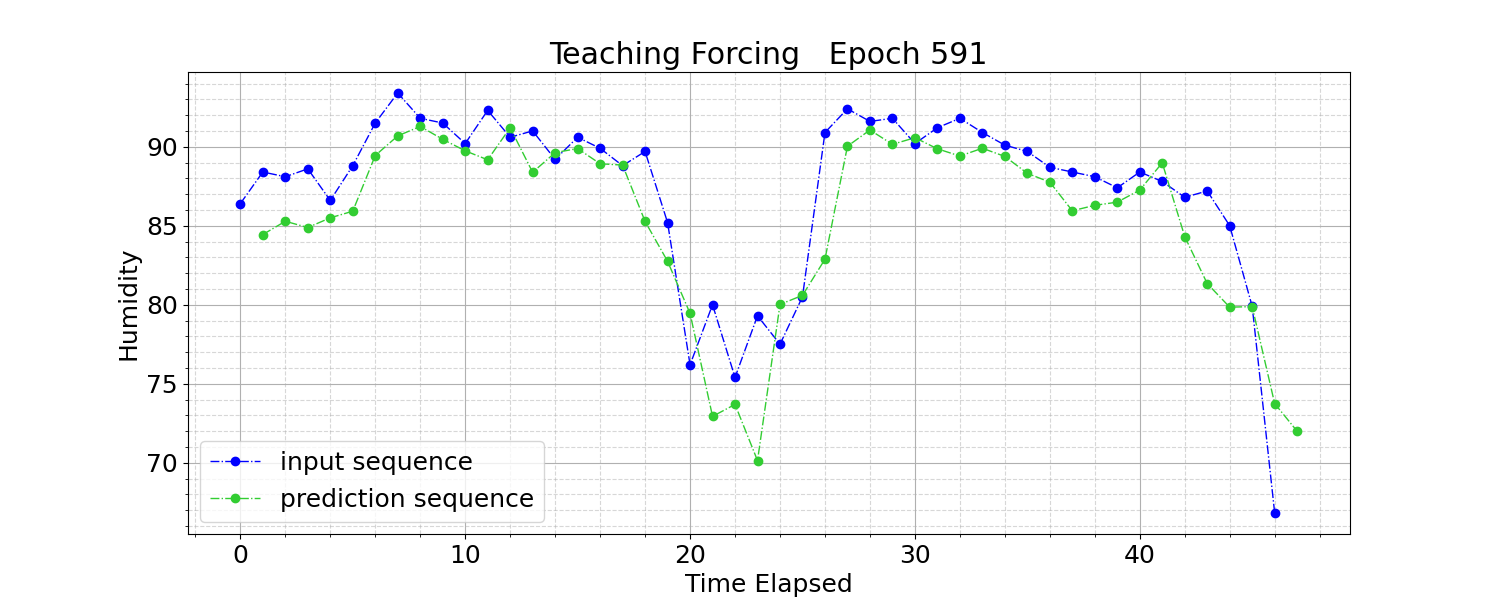 Teaching Forcing   Epoch 591
Humidity
90
85
80
75
70
input sequence
prediction sequence
0 10 20 30 40
Time Elapsed